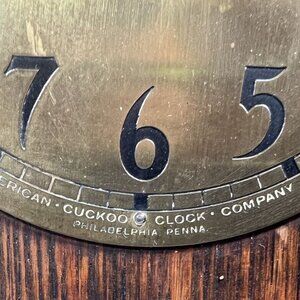 7 6 5
ERICAN · CUCKOO CLOCK · COMPANY
PHILADELPHIA PENNA.